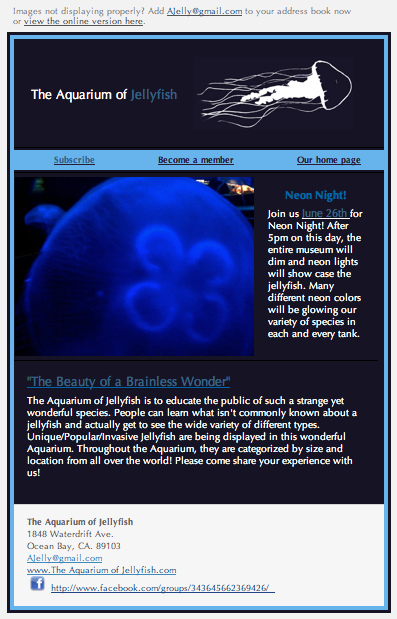 Images not displaying properly? Add AJelly@gmail.com to your address book now
or view the online version here.
The Aquarium of Jellyfish
Subscribe Become a member Our home page
Neon Night!
Join us June 26th for
Neon Night! After
5pm on this day, the
entire museum will
dim and neon lights
will show case the
jellyfish. Many
different neon colors
will be glowing our
variety of species in
each and every tank.
"The Beauty of a Brainless Wonder"
The Aquarium of Jellyfish is to educate the public of such a strange yet
wonderful species. People can learn what isn't commonly known about a
jellyfish and actually get to see the wide variety of different types.
Unique/Popular/Invasive Jellyfish are being displayed in this wonderful
Aquarium. Throughout the Aquarium, they are categorized by size and
location from all over the world! Please come share your experience with
us!
The Aquarium of Jellyfish
1848 Waterdrift Ave.
Ocean Bay, CA. 89103
AJelly@gmail.com
www.The Aquarium of Jellyfish.com
f http://www.facebook.com/groups/343645662369426/